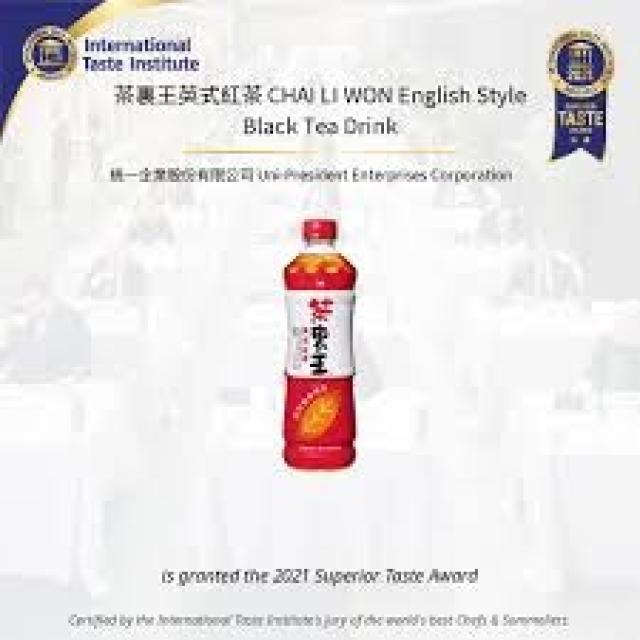 International
Taste Institute
TASTE
茶裏王英式紅茶 CHAI LI WON English Style
Black Tea Drink
統一企業股份有限公司 Uni-President Enterprises Corporation
茶
裏
王
is granted the 2021 Superior Taste Award
Certified by the International Taste Institute's jury of the world's best Chefs & Sommeliers